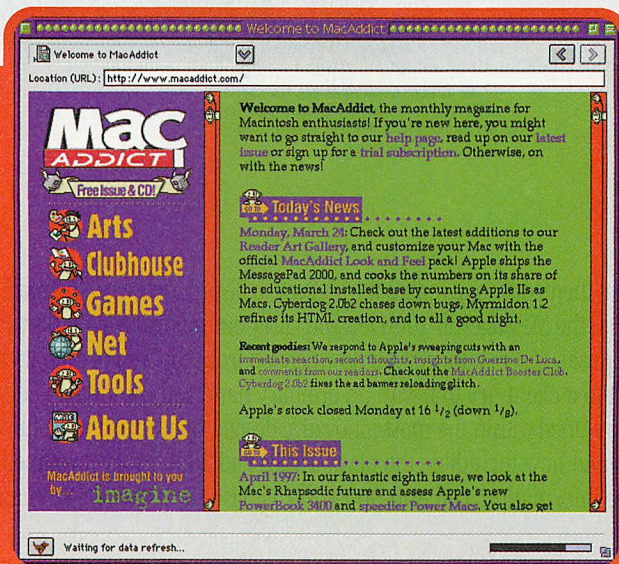 Welcome to MacAddict
Welcome to MacAddict
Location (URL): http://www.macaddict.com/
Mac
ADDICT
Free Issue & CD!
Arts
Clubhouse
Games
Net
Tools
About Us
MacAddict is brought to you
by... imagine
Welcome to MacAddict, the monthly magazine for
Macintosh enthusiasts! If you're new here, you might
want to go straight to our help page, read up on our latest
issue or sign up for a trial subscription. Otherwise, on
with the news!
GO TO Today's News
Monday, March 24: Check out the latest additions to our
Reader Art Gallery, and customize your Mac with the
official MacAddict Look and Feel pack! Apple ships the
MessagePad 2000, and cooks the numbers on its share of
the educational installed base by counting Apple IIs as
Macs. Cyberdog 2.0b2 chases down bugs, Myrmidon 1.2
refines its HTML creation, and to all a good night.
Recent goodies: We respond to Apple's sweeping cuts with an
immediate reaction, second thoughts, insights from Guerrino De Luca,
and comments from our readers. Check out the MacAddict Booster Club.
Cyberdog 2.0b2 fixes the ad banner reloading glitch.
Apple's stock closed Monday at 16 1/2 (down 1/8).
GO TO This Issue
April 1997: In our fantastic eighth issue, we look at the
Mac's Rhapsodic future and assess Apple's new
PowerBook 3400 and speedier Power Macs. You also get
Waiting for data refresh...